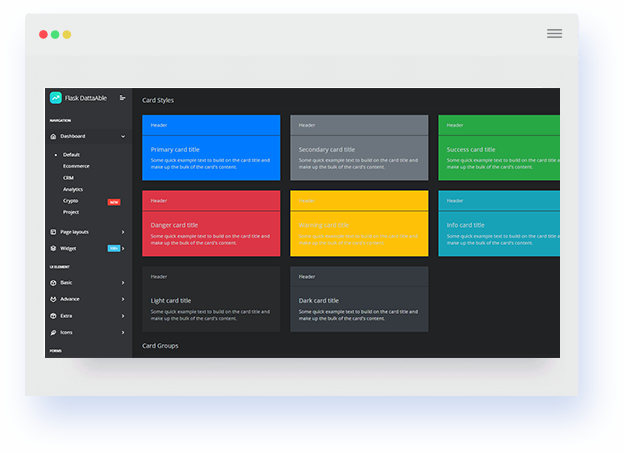 Flask DattaAble
NAVIGATION
Dashboard
Default
Ecommerce
CRM
Analytics
Crypto
NEW
Project
Page layouts
Widget
100+
UI ELEMENT
Basic
Advance
Extra
Icons
FORMS
Card Styles
Header
Primary card title
Some quick example text to build on the card title and
make up the bulk of the card's content.
Header
Secondary card title
Some quick example text to build on the card title and
make up the bulk of the card's content.
Header
Success card title
Some quick example text to build on the
make up the bulk of the card's content.
Header
Danger card title
Some quick example text to build on the card title and
make up the bulk of the card's content.
Header
Warning card title
Some quick example text to build on the card title and
make up the bulk of the card's content.
Header
Info card title
Some quick example text to build on the
make up the bulk of the card's content.
Header
Light card title
Some quick example text to build on the card title and
make up the bulk of the card's content.
Header
Dark card title
Some quick example text to build on the card title and
make up the bulk of the card's content.
Card Groups